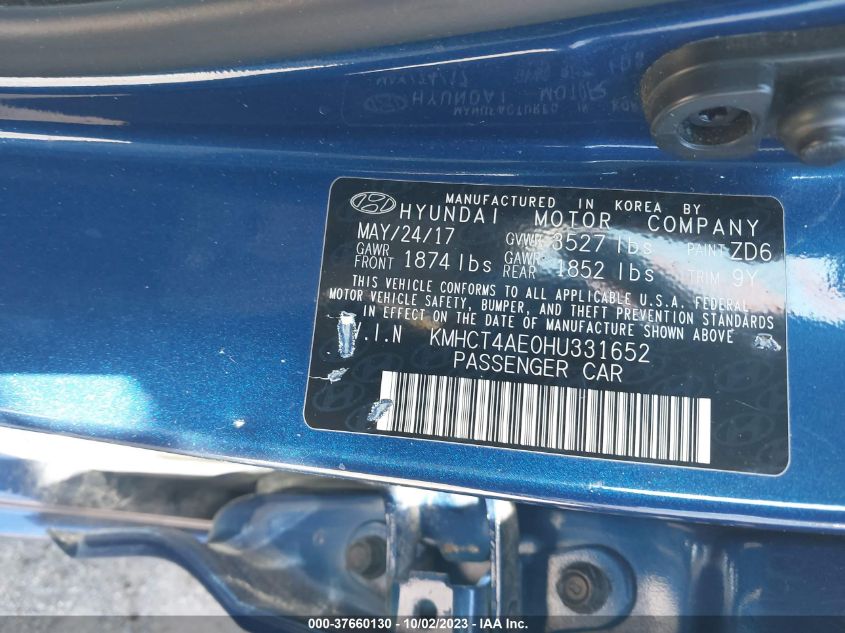 MANUFACTURED IN KOREA BY
HYUNDAI MOTOR COMPANY
MAY/24/17 GVWR 3527 lbs PAINT ZD6
GAWR FRONT 1874 lbs GAWR REAR 1852 lbs TRIM 9Y
THIS VEHICLE CONFORMS TO ALL APPLICABLE U.S.A. FEDERAL
MOTOR VEHICLE SAFETY, BUMPER, AND THEFT PREVENTION STANDARDS
IN EFFECT ON THE DATE OF MANUFACTURE SHOWN ABOVE
V.I.N KMHCT4AE0HU331652
PASSENGER CAR
000-37660130 - 10/02/2023 - IAA Inc.